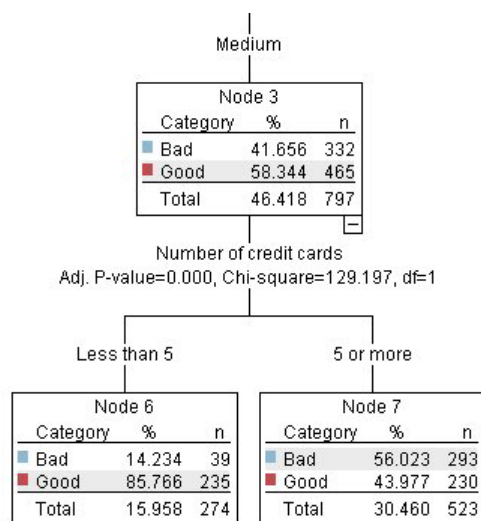 Medium
Node 3
Category % n
Bad 41.656 332
Good 58.344 465
Total 46.418 797
Number of credit cards
Adj. P-value=0.000, Chi-square=129.197, df=1
Less than 5
5 or more
Node 6
Category % n
Bad 14.234 39
Good 85.766 235
Total 15.958 274
Node 7
Category % n
Bad 56.023 293
Good 43.977 230
Total 30.460 523